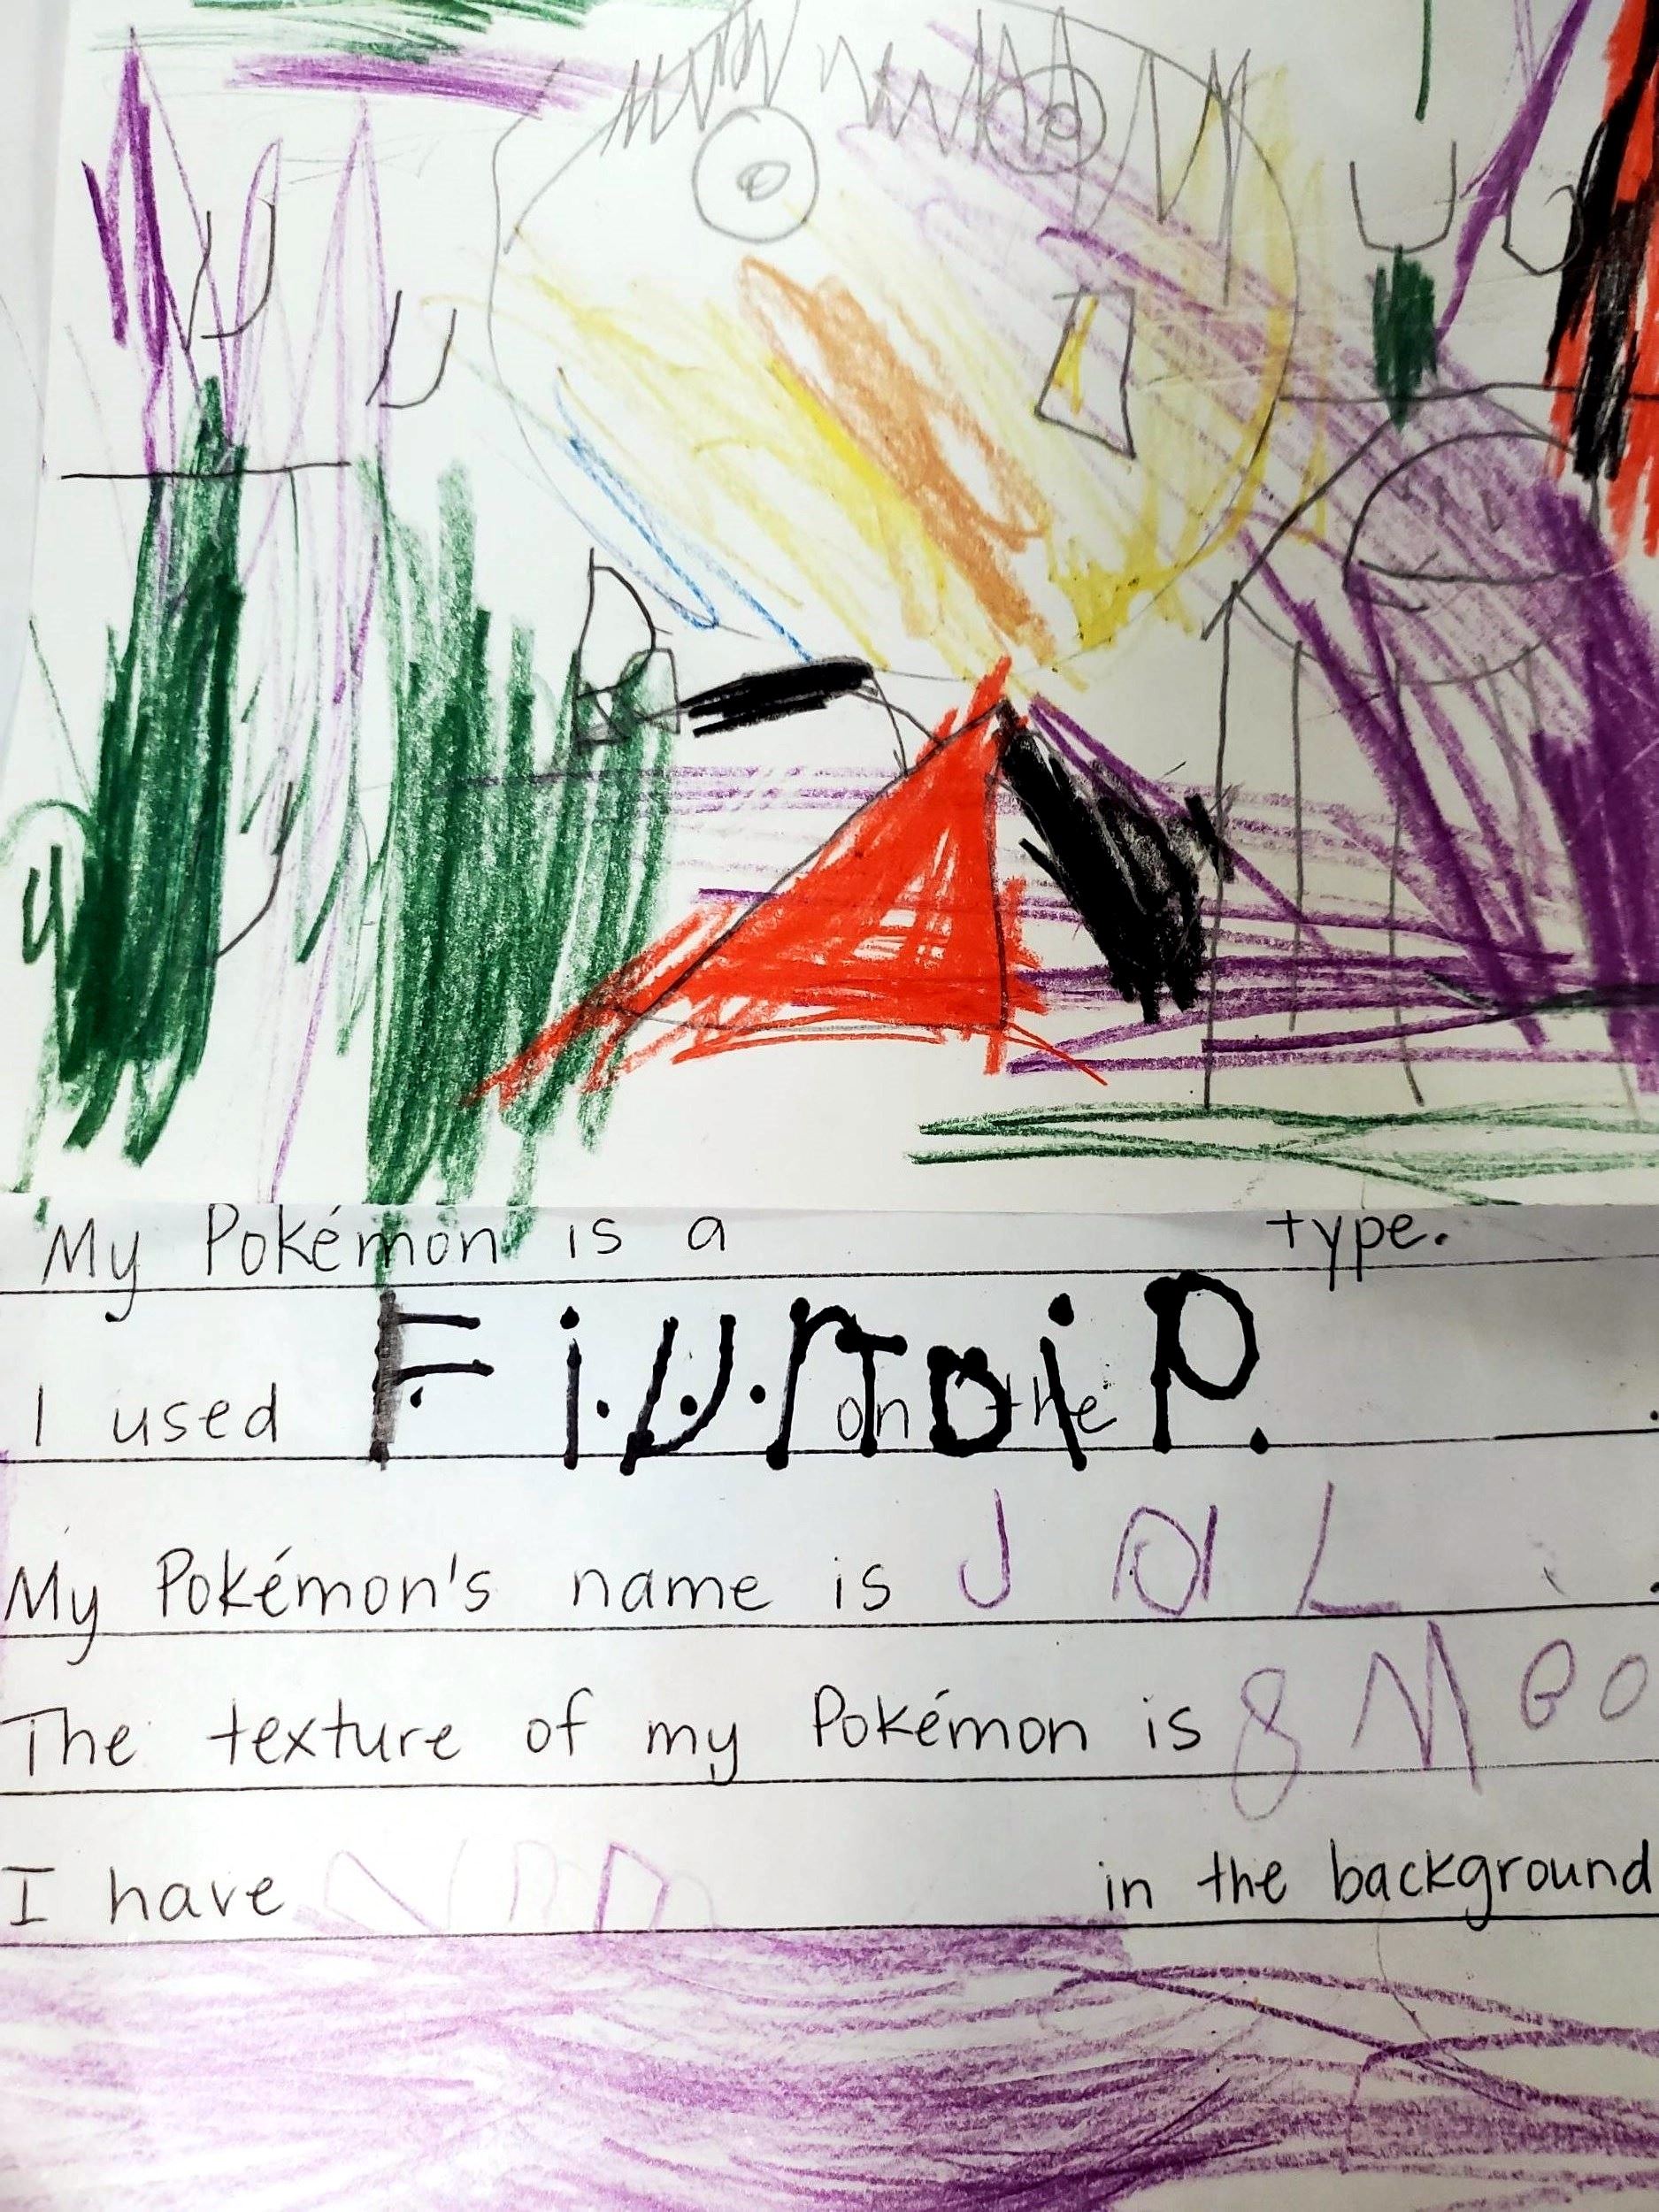 My Pokémon is a type.
I used on the .
F i U r T D i P.
My Pokémon's name is J a L .
The texture of my Pokémon is 8 M e o
I have in the background